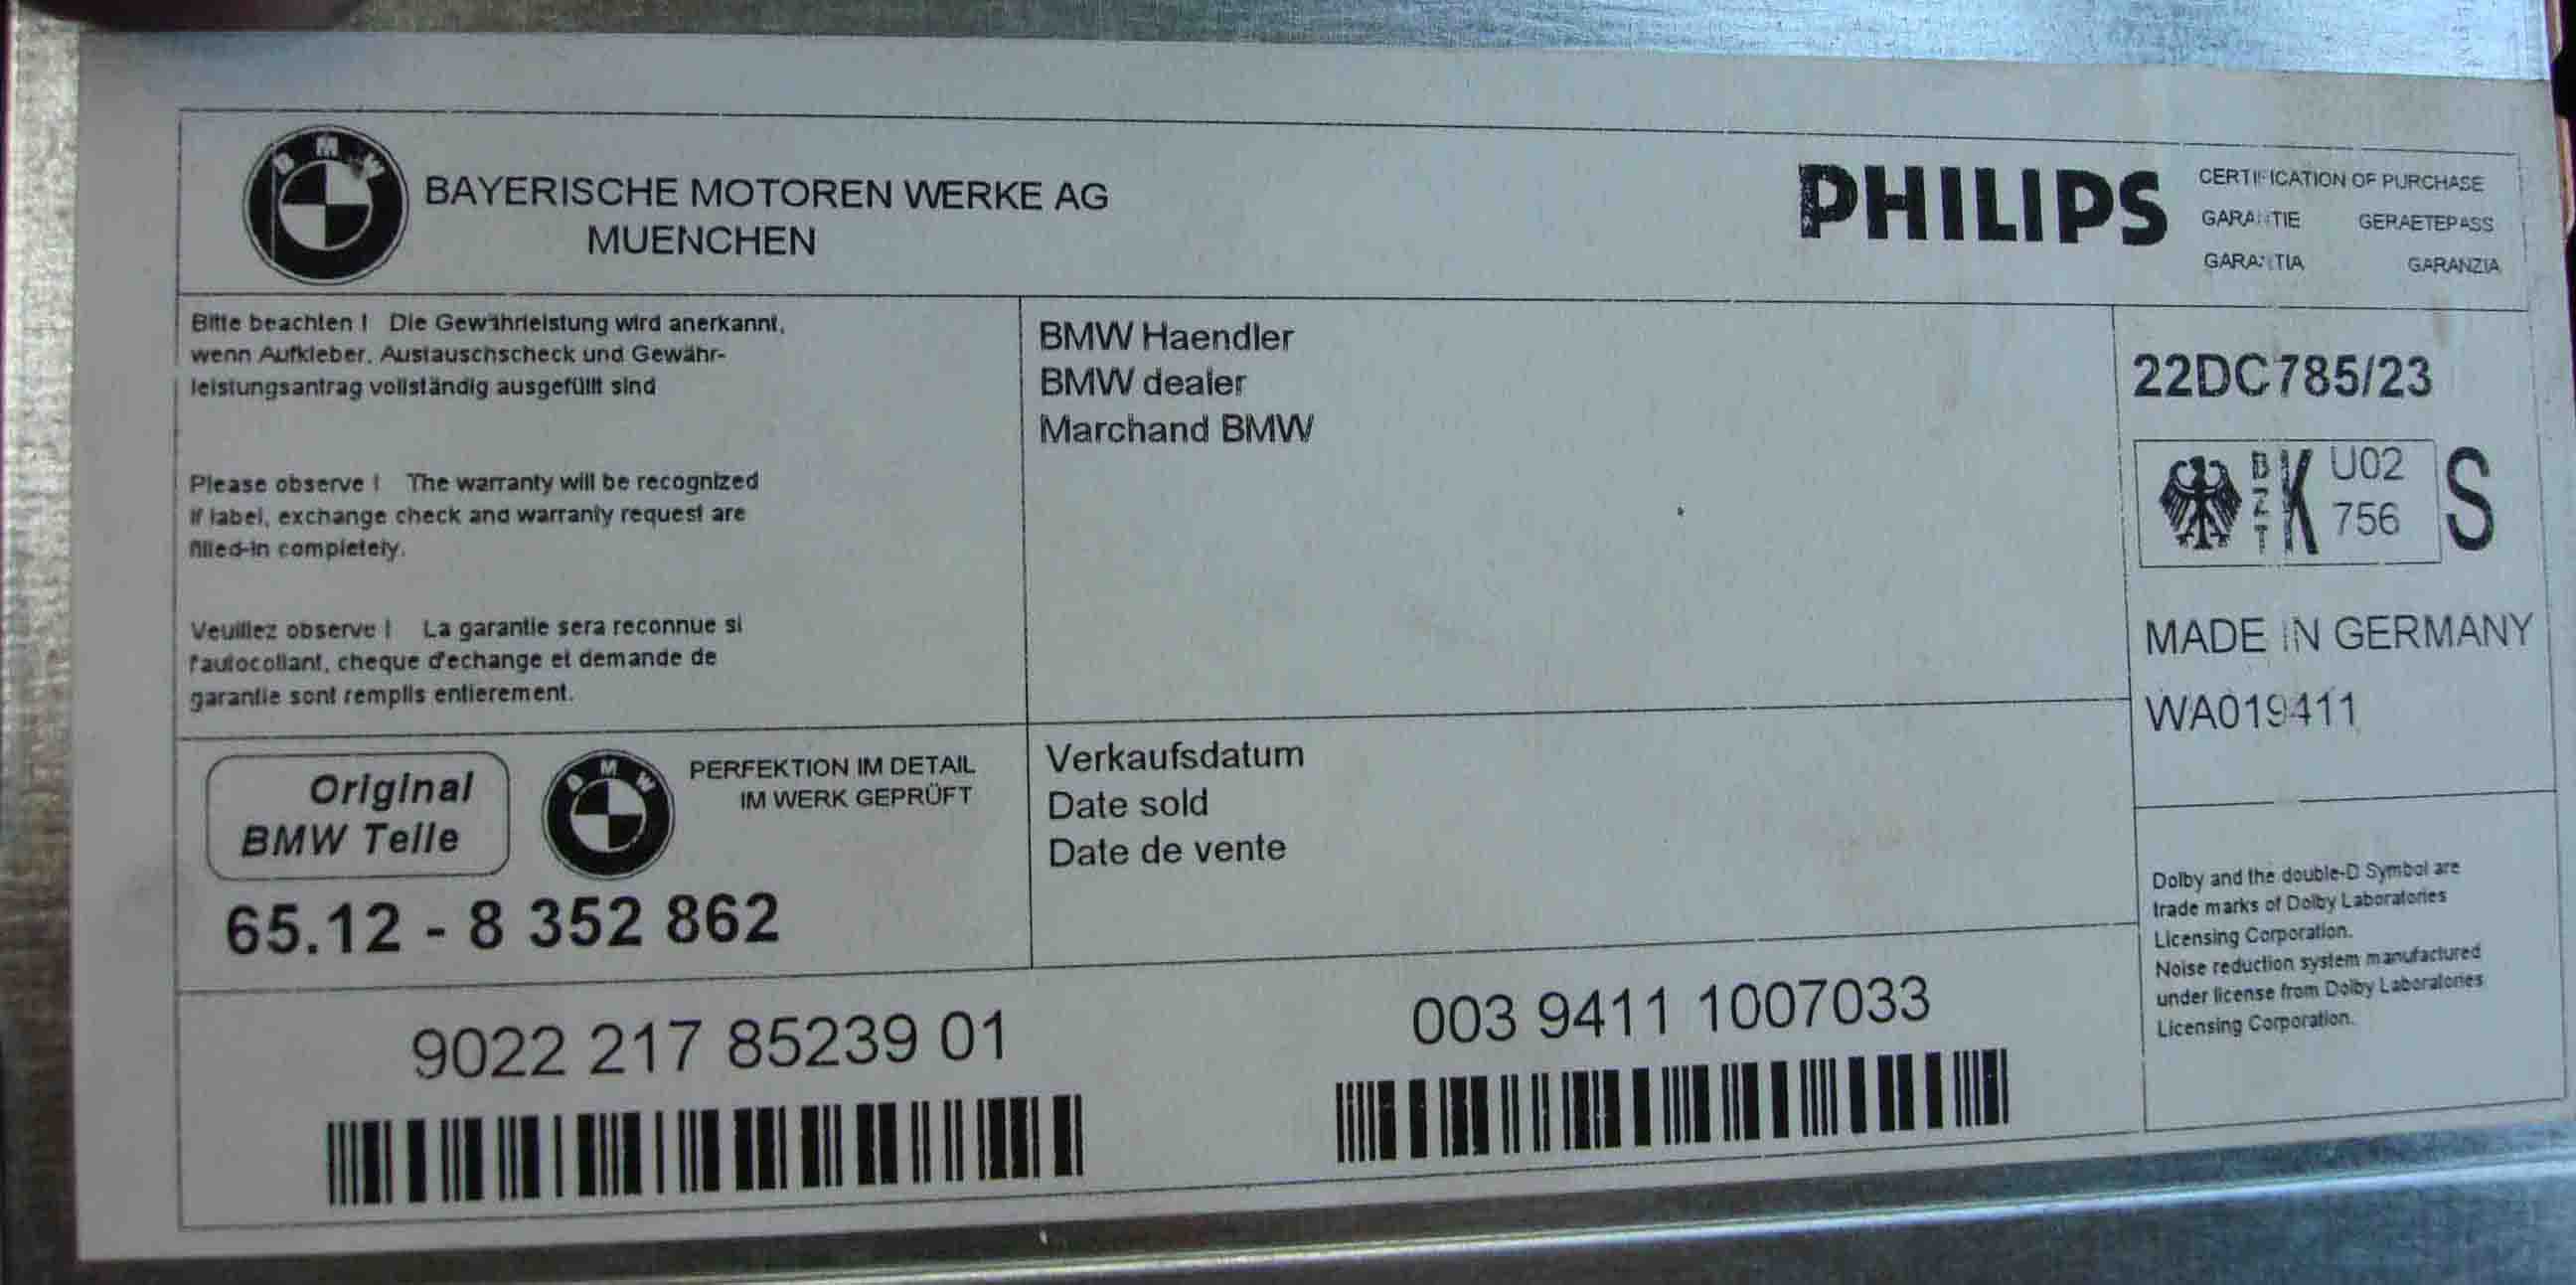 BMW
BAYERISCHE MOTOREN WERKE AG
MUENCHEN
PHILIPS
CERTIFICATION OF PURCHASE
GARANTIE GERAETEPASS
GARANTIA GARANZIA
Bitte beachten ! Die Gewährleistung wird anerkannt,
wenn Aufkleber, Austauschscheck und Gewähr-
leistungsantrag vollständig ausgefüllt sind
Please observe ! The warranty will be recognized
if label, exchange check and warranty request are
filled-in completely.
Veuillez observe ! La garantie sera reconnue si
l'autocollant, cheque d'echange et demande de
garantie sont remplis entierement.
BMW Haendler
BMW dealer
Marchand BMW
22DC785/23
BZT K U02
756
S
MADE IN GERMANY
WA019411
Original
BMW Teile
BMW
PERFEKTION IM DETAIL
IM WERK GEPRÜFT
65.12 - 8 352 862
Verkaufsdatum
Date sold
Date de vente
Dolby and the double-D Symbol are
trade marks of Dolby Laboratories
Licensing Corporation.
Noise reduction system manufactured
under license from Dolby Laboratories
Licensing Corporation.
9022 217 85239 01
003 9411 1007033